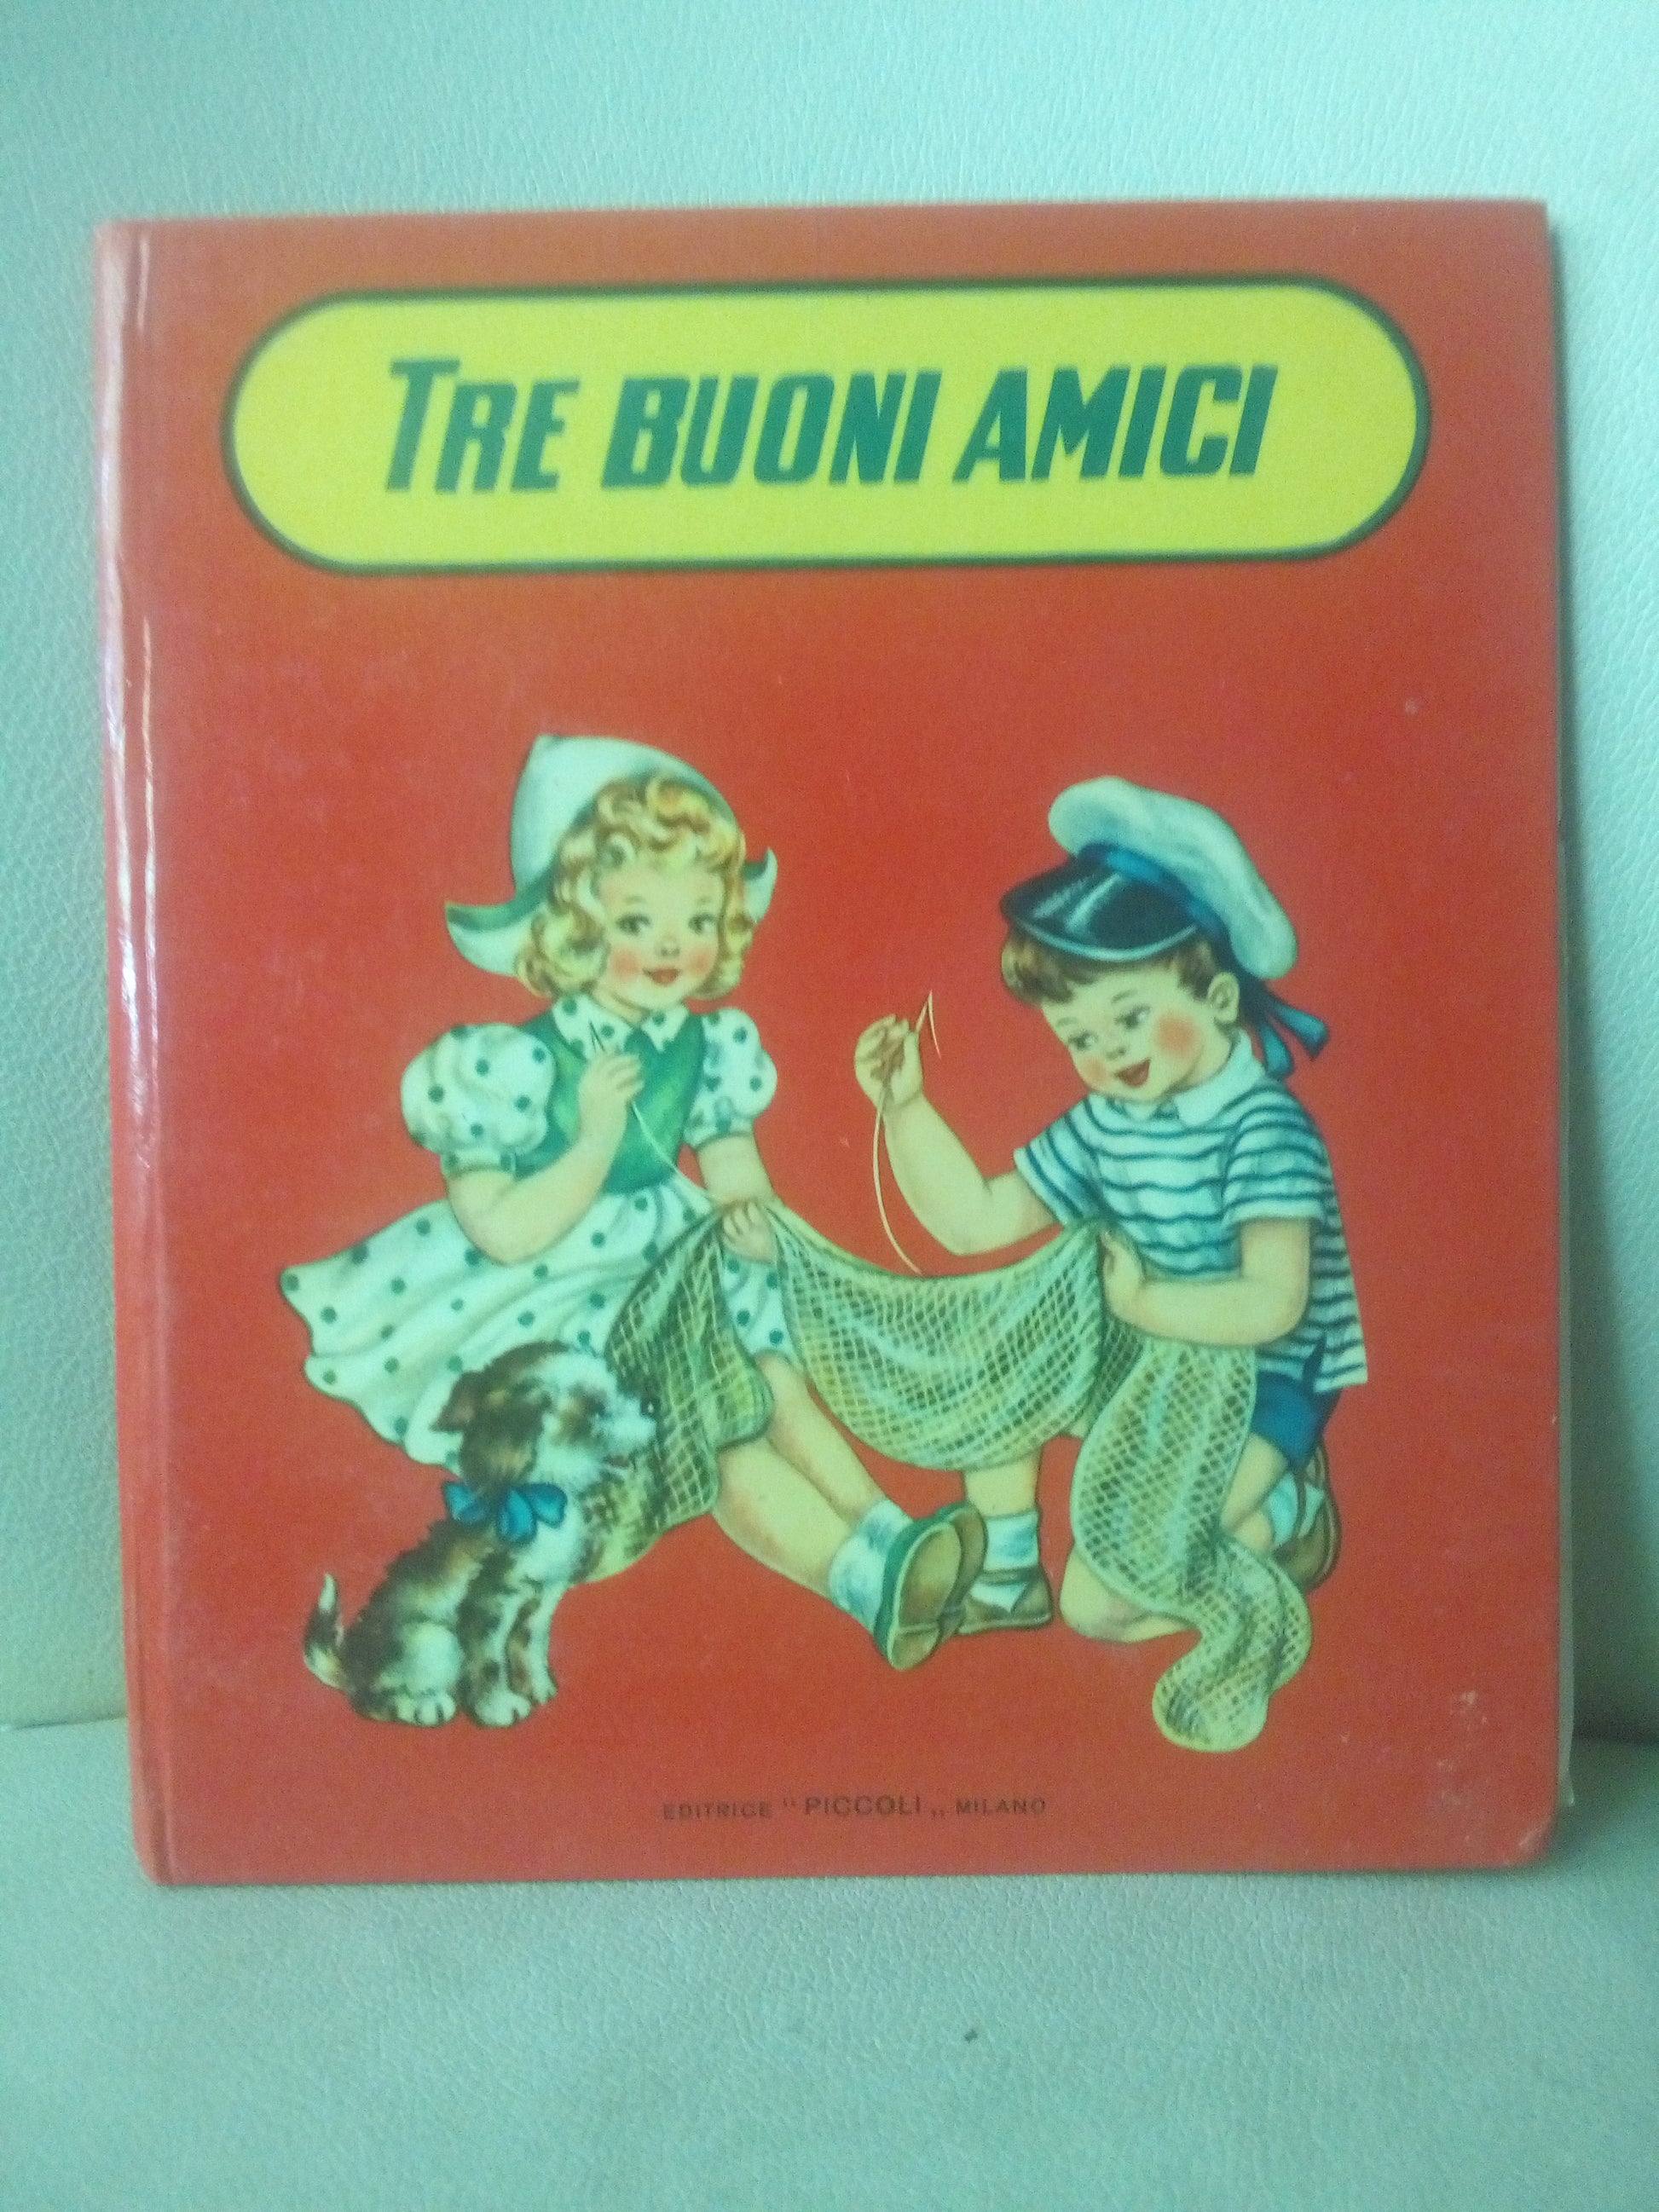 TRE BUONI AMICI
EDITRICE "PICCOLI„ MILANO